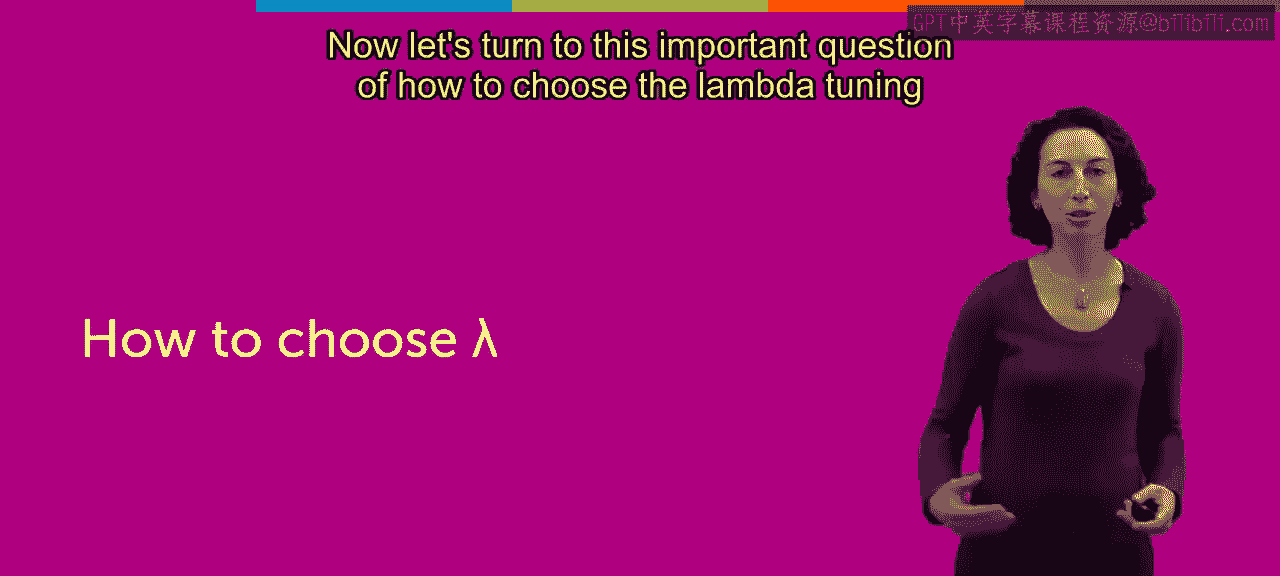 GPT中英字幕课程资源@bilibili.com
Now let's turn to this important question
of how to choose the lambda tuning
How to choose λ